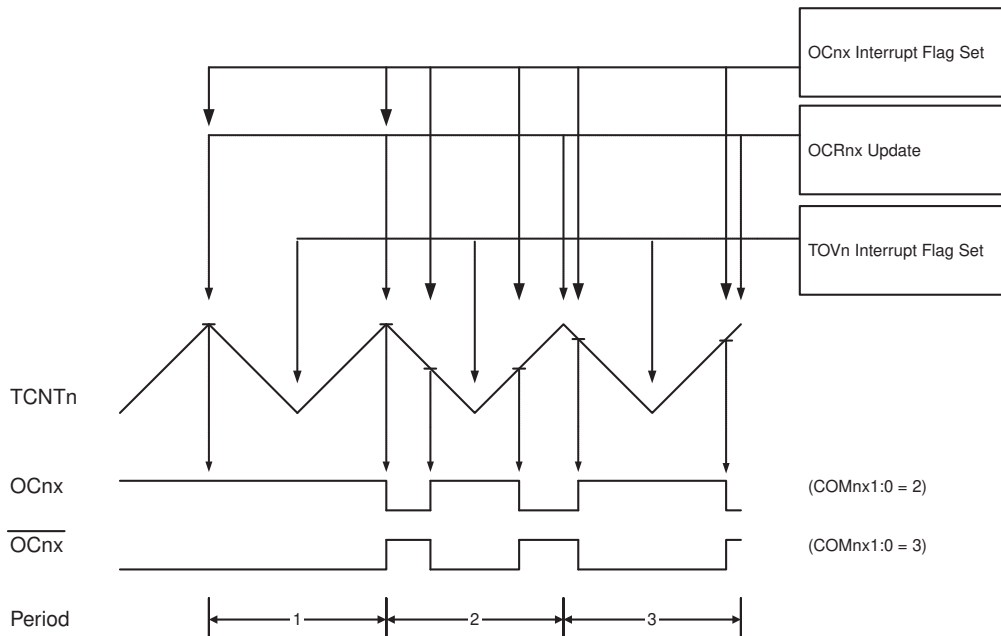 OCnx Interrupt Flag Set
OCRnx Update
TOVn Interrupt Flag Set
TCNTn
OCnx
(COMnx1:0 = 2)
OCnx
(COMnx1:0 = 3)
Period
1
2
3